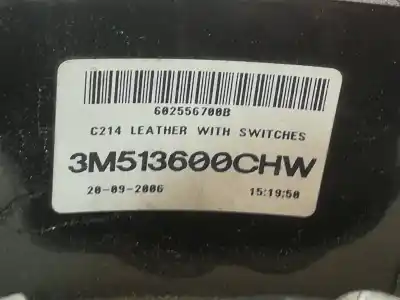 602556700B
C214 LEATHER WITH SWITCHES
3M513600CHW
20-09-2006 15:19:50